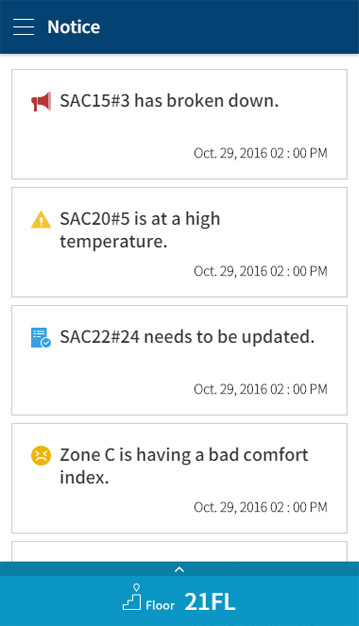 Notice
SAC15#3 has broken down.
Oct. 29, 2016 02 : 00 PM
SAC20#5 is at a high
temperature.
Oct. 29, 2016 02 : 00 PM
SAC22#24 needs to be updated.
Oct. 29, 2016 02 : 00 PM
Zone C is having a bad comfort
index.
Oct. 29, 2016 02 : 00 PM
Floor 21FL